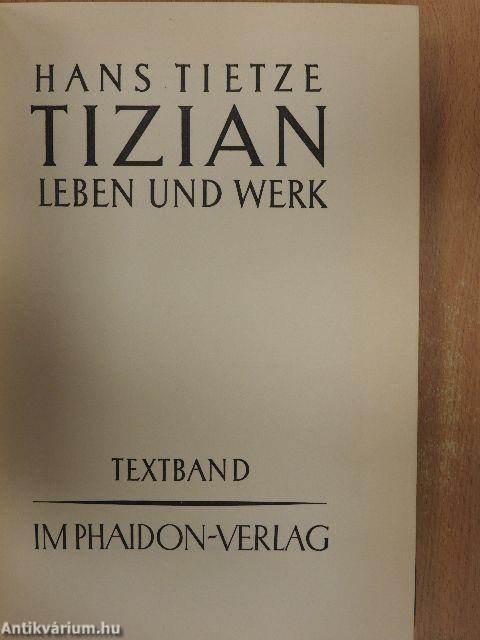 HANS TIETZE
TIZIAN
LEBEN UND WERK
TEXTBAND
IM PHAIDON-VERLAG
Antikvárium.hu